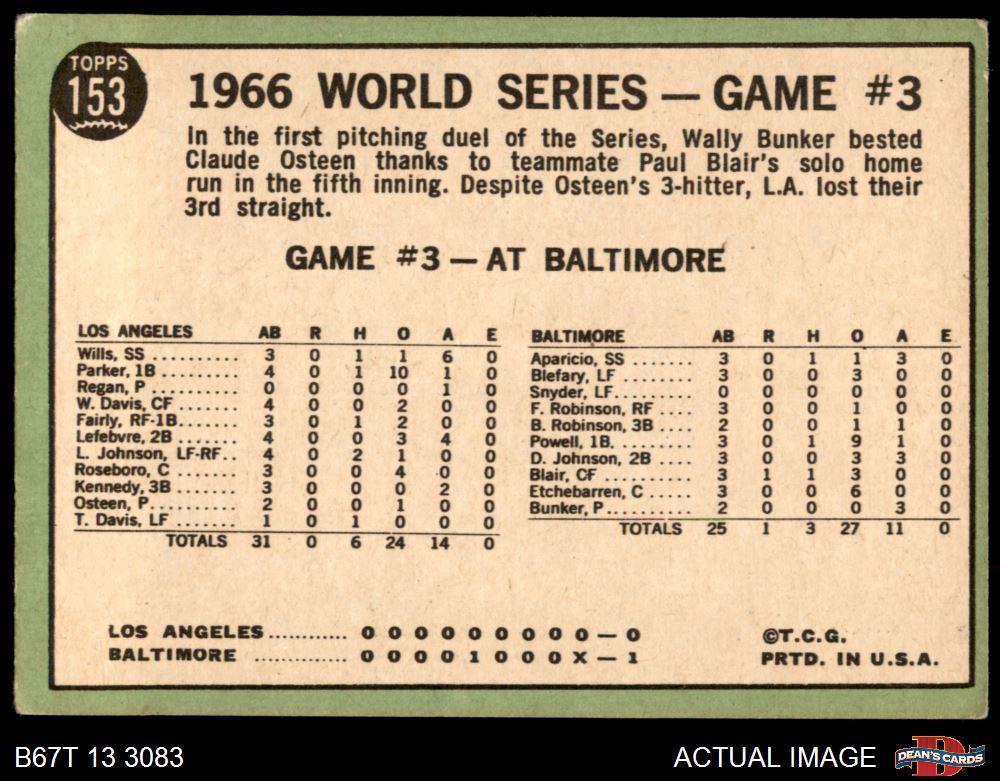 TOPPS
153
1966 WORLD SERIES — GAME #3
In the first pitching duel of the Series, Wally Bunker bested
Claude Osteen thanks to teammate Paul Blair's solo home
run in the fifth inning. Despite Osteen's 3-hitter, L.A. lost their
3rd straight.
GAME #3 — AT BALTIMORE
LOS ANGELES AB R H O A E
Wills, SS .......... 3 0 1 1 6 0
Parker, 1B .......... 4 0 1 10 1 0
Regan, P .......... 0 0 0 0 1 0
W. Davis, CF ....... 4 0 0 2 0 0
Fairly, RF-1B....... 3 0 1 2 0 0
Lefebvre, 2B ....... 4 0 0 3 4 0
L. Johnson, LF-RF.. 4 0 2 1 0 0
Roseboro, C ....... 3 0 0 4 0 0
Kennedy, 3B ....... 3 0 0 0 2 0
Osteen, P.......... 2 0 0 1 0 0
T. Davis, LF ....... 1 0 1 0 0 0
TOTALS 31 0 6 24 14 0
BALTIMORE AB R H O A E
Aparicio, SS ....... 3 0 1 1 3 0
Blefary, LF ........ 3 0 0 3 0 0
Snyder, LF......... 0 0 0 0 0 0
F. Robinson, RF .... 3 0 0 1 0 0
B. Robinson, 3B .... 2 0 0 1 1 0
Powell, 1B. ........ 3 0 1 9 1 0
D. Johnson, 2B .... 3 0 0 3 3 0
Blair, CF .......... 3 1 1 3 0 0
Etchebarren, C ..... 3 0 0 6 0 0
Bunker, P.......... 2 0 0 0 3 0
TOTALS 25 1 3 27 11 0
LOS ANGELES............ 0 0 0 0 0 0 0 0 0 — 0
BALTIMORE .............. 0 0 0 0 1 0 0 0 X — 1
©T.C.G.
PRTD. IN U.S.A.
B67T 13 3083
ACTUAL IMAGE
D
DEAN'S CARDS